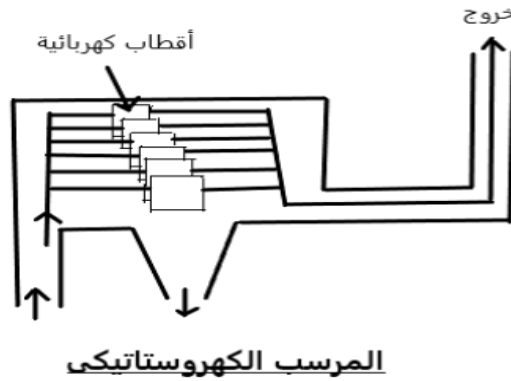 خروج
أقطاب كهربائية
المرسب الكهروستاتيكى